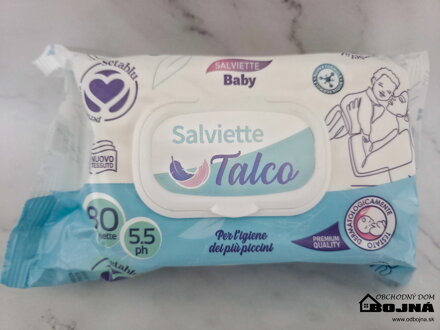 SALVIETTE
Baby
Salviette
Talco
NUOVO
TESSUTO
80
5.5
ph
Per l'igiene
dei più piccini
DERMATOLOGICAMENTE
TESTATO
PREMIUM
QUALITY
OBCHODNÝ DOM
BOJNÁ
www.odbojna.sk